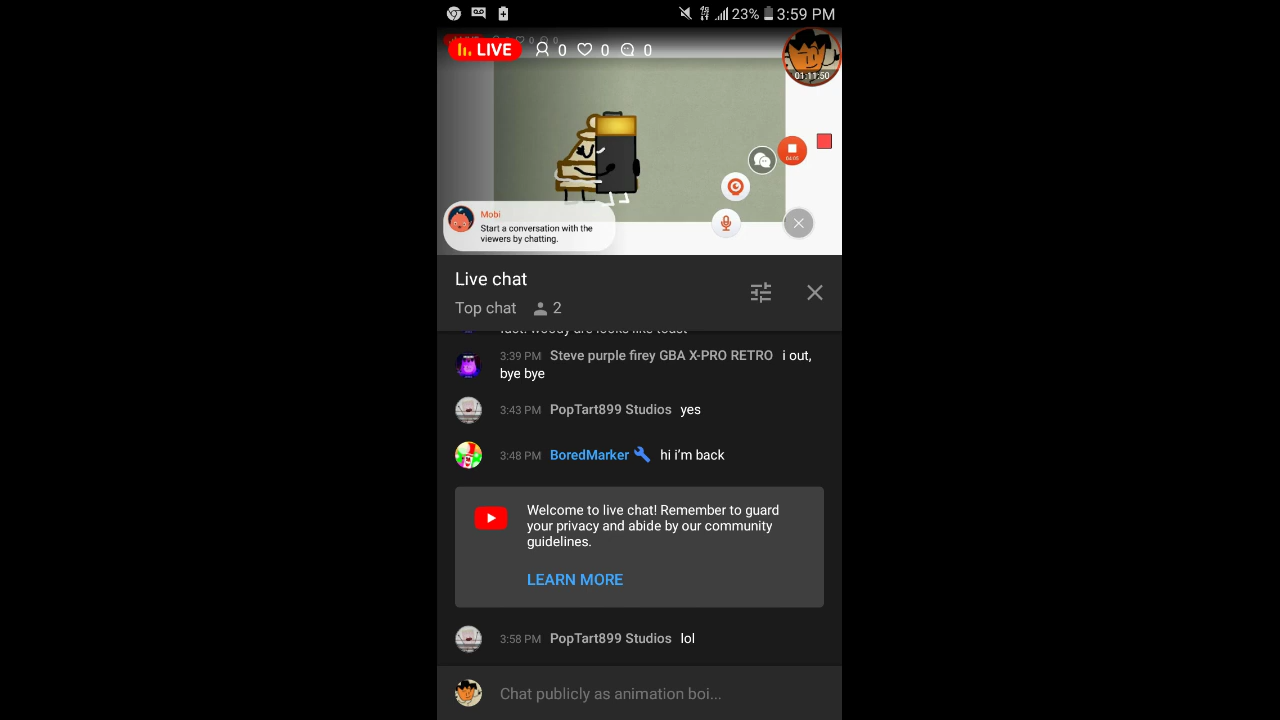 23% 3:59 PM
LIVE 0 0 0
01:11:50
Mobi
Start a conversation with the
viewers by chatting.
Live chat
Top chat 2
3:39 PM Steve purple firey GBA X-PRO RETRO i out,
bye bye
3:43 PM PopTart899 Studios yes
3:48 PM BoredMarker hi i'm back
Welcome to live chat! Remember to guard
your privacy and abide by our community
guidelines.
LEARN MORE
3:58 PM PopTart899 Studios lol
Chat publicly as animation boi...